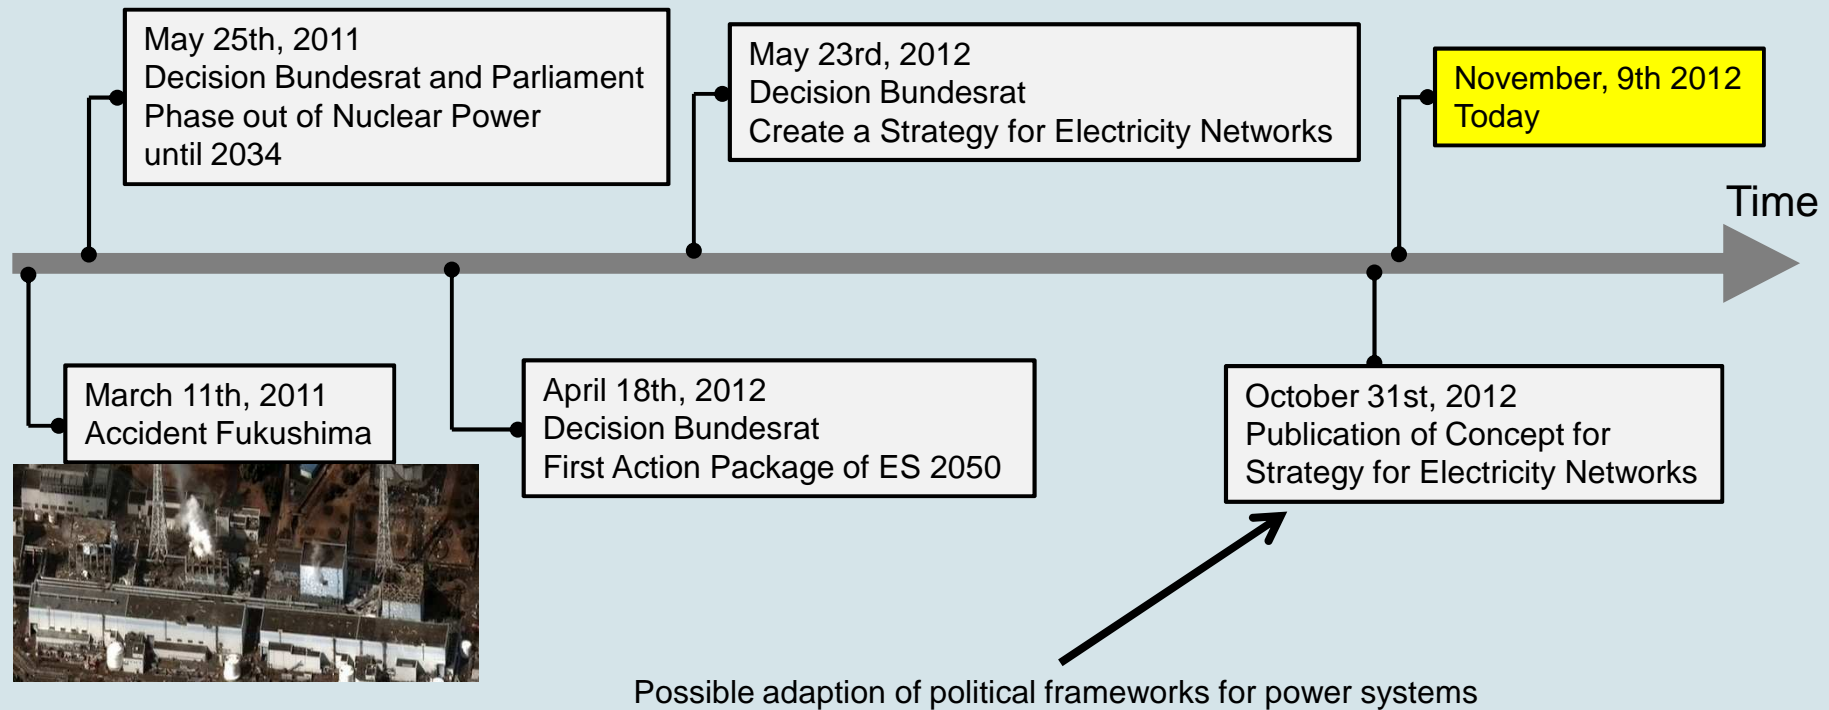 May 25th, 2011
Decision Bundesrat and Parliament
Phase out of Nuclear Power
until 2034
May 23rd, 2012
Decision Bundesrat
Create a Strategy for Electricity Networks
November, 9th 2012
Today
Time
March 11th, 2011
Accident Fukushima
April 18th, 2012
Decision Bundesrat
First Action Package of ES 2050
October 31st, 2012
Publication of Concept for
Strategy for Electricity Networks
Possible adaption of political frameworks for power systems